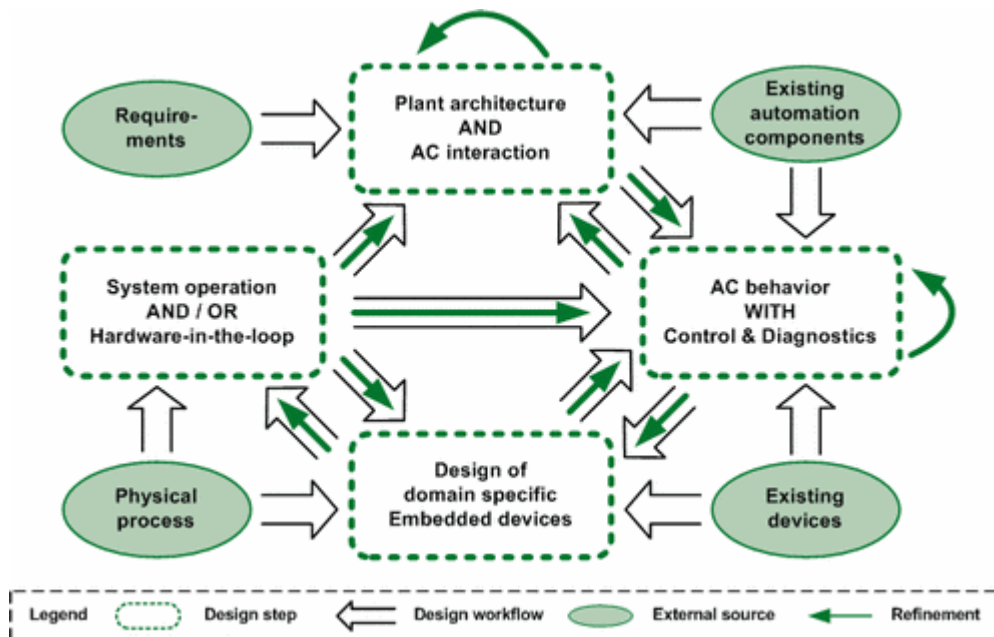 Require-
ments
Plant architecture
AND
AC interaction
Existing
automation
components
System operation
AND / OR
Hardware-in-the-loop
AC behavior
WITH
Control & Diagnostics
Physical
process
Design of
domain specific
Embedded devices
Existing
devices
Legend
Design step
Design workflow
External source
Refinement